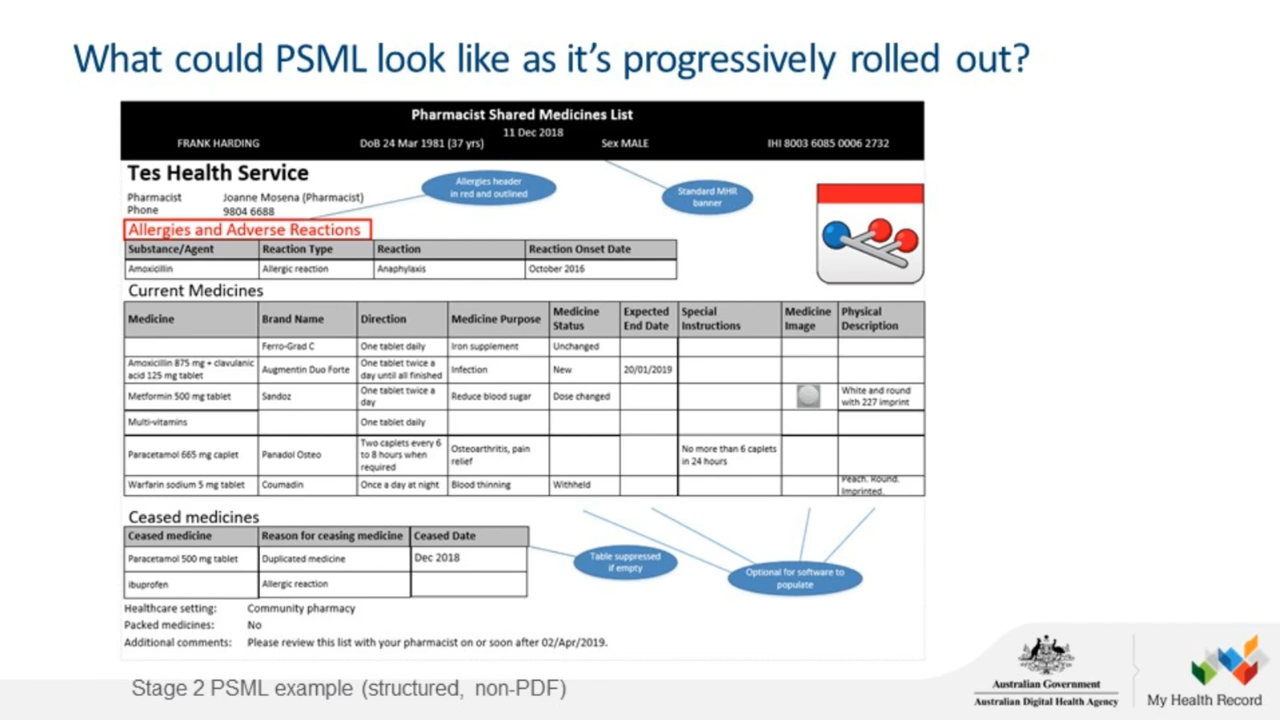 What could PSML look like as it's progressively rolled out?
Pharmacist Shared Medicines List
11 Dec 2018
FRANK HARDING DoB 24 Mar 1981 (37 yrs) Sex MALE IHI 8003 6085 0006 2732
Tes Health Service
Pharmacist Joanne Mosena (Pharmacist)
Phone 9804 6688
Allergies header
in red and outlined
Standard MHR
banner
Allergies and Adverse Reactions
Substance/Agent Reaction Type Reaction Reaction Onset Date
Amoxicillin Allergic reaction Anaphylaxis October 2016
Current Medicines
Medicine Brand Name Direction Medicine Purpose Medicine Status Expected End Date Special Instructions Medicine Image Physical Description
Ferro-Grad C One tablet daily Iron supplement Unchanged
Amoxicillin 875 mg + clavulanic acid 125 mg tablet Augmentin Duo Forte One tablet twice a day until all finished Infection New 20/01/2019
Metformin 500 mg tablet Sandoz One tablet twice a day Reduce blood sugar Dose changed White and round with 227 imprint
Multi-vitamins One tablet daily
Paracetamol 665 mg caplet Panadol Osteo Two caplets every 6 to 8 hours when required Osteoarthritis, pain relief No more than 6 caplets in 24 hours
Warfarin sodium 5 mg tablet Coumadin Once a day at night Blood thinning Withheld Peach. Round. Imprinted.
Ceased medicines
Ceased medicine Reason for ceasing medicine Ceased Date
Paracetamol 500 mg tablet Duplicated medicine Dec 2018
ibuprofen Allergic reaction
Table suppressed
if empty
Optional for software to
populate
Healthcare setting: Community pharmacy
Packed medicines: No
Additional comments: Please review this list with your pharmacist on or soon after 02/Apr/2019.
Stage 2 PSML example (structured, non-PDF)
Australian Government
Australian Digital Health Agency
My Health Record